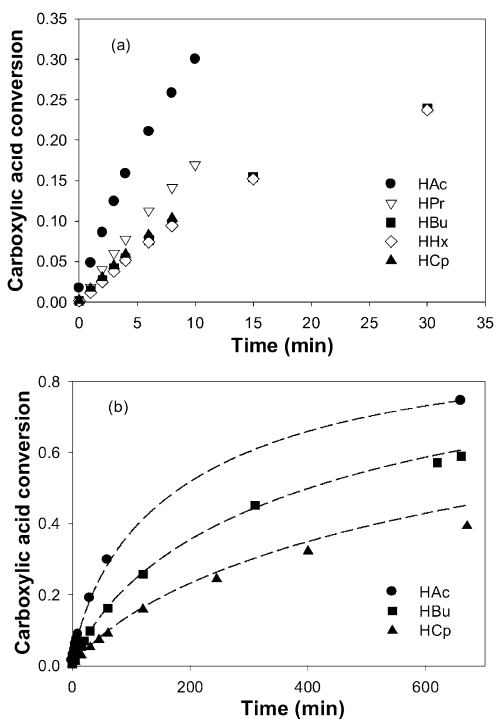 (a)
Carboxylic acid conversion
0.35
0.30
0.25
0.20
0.15
0.10
0.05
0.00
HAc
HPr
HBu
HHx
HCp
0 5 10 15 20 25 30 35
Time (min)
(b)
Carboxylic acid conversion
0.8
0.6
0.4
0.2
0.0
HAc
HBu
HCp
0 200 400 600
Time (min)